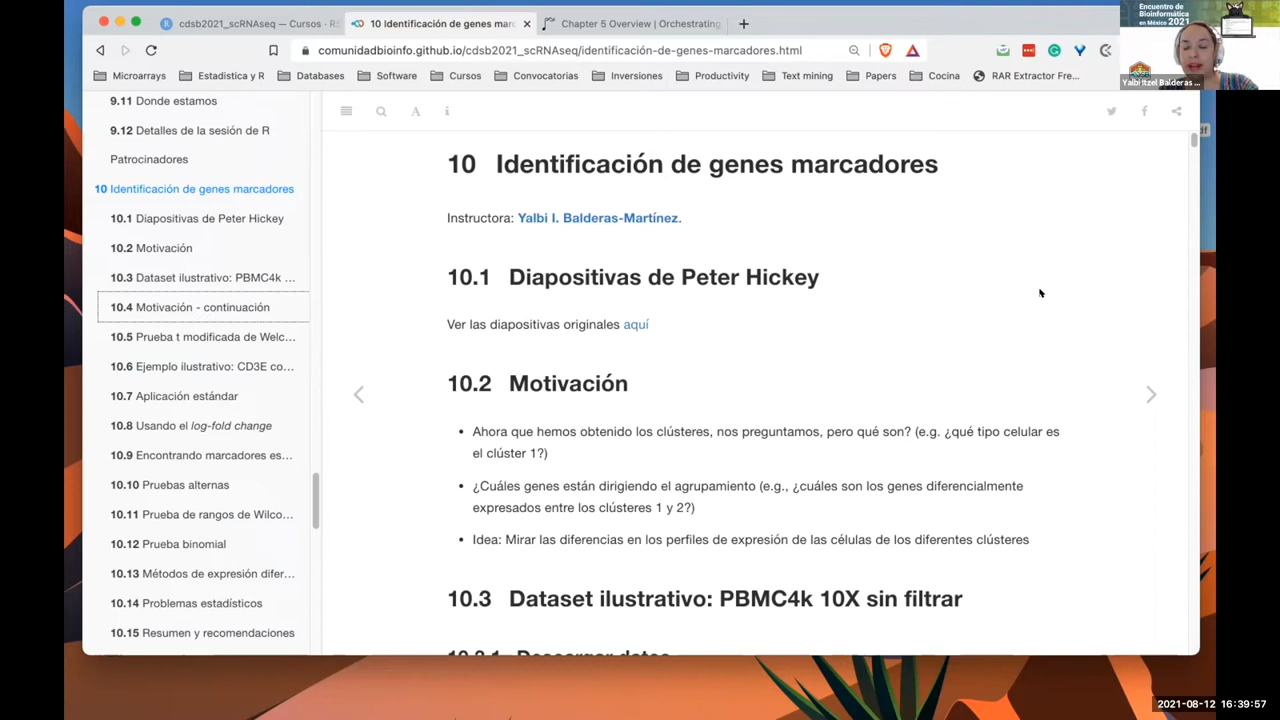 cdsb2021_scRNAseq — Cursos · RS
10 Identificación de genes marc
Chapter 5 Overview | Orchestrating
comunidadbioinfo.github.io/cdsb2021_scRNAseq/identificación-de-genes-marcadores.html
Microarrays
Estadistica y R
Databases
Software
Cursos
Convocatorias
Inversiones
Productivity
Text mining
Papers
Cocina
RAR Extractor Fre...
Encuentro de
Bioinformática
en México 2021
Yalbi Itzel Balderas ...
df
9.11 Donde estamos
9.12 Detalles de la sesión de R
Patrocinadores
10 Identificación de genes marcadores
10.1 Diapositivas de Peter Hickey
10.2 Motivación
10.3 Dataset ilustrativo: PBMC4k ...
10.4 Motivación - continuación
10.5 Prueba t modificada de Welc...
10.6 Ejemplo ilustrativo: CD3E co...
10.7 Aplicación estándar
10.8 Usando el log-fold change
10.9 Encontrando marcadores es...
10.10 Pruebas alternas
10.11 Prueba de rangos de Wilco...
10.12 Prueba binomial
10.13 Métodos de expresión difer...
10.14 Problemas estadísticos
10.15 Resumen y recomendaciones
10 Identificación de genes marcadores
Instructora: Yalbi I. Balderas-Martínez.
10.1 Diapositivas de Peter Hickey
Ver las diapositivas originales aquí
10.2 Motivación
• Ahora que hemos obtenido los clústeres, nos preguntamos, pero qué son? (e.g. ¿qué tipo celular es
el clúster 1?)
• ¿Cuáles genes están dirigiendo el agrupamiento (e.g., ¿cuáles son los genes diferencialmente
expresados entre los clústeres 1 y 2?)
• Idea: Mirar las diferencias en los perfiles de expresión de las células de los diferentes clústeres
10.3 Dataset ilustrativo: PBMC4k 10X sin filtrar
10.3.1 Descargar datos
2021-08-12 16:39:57